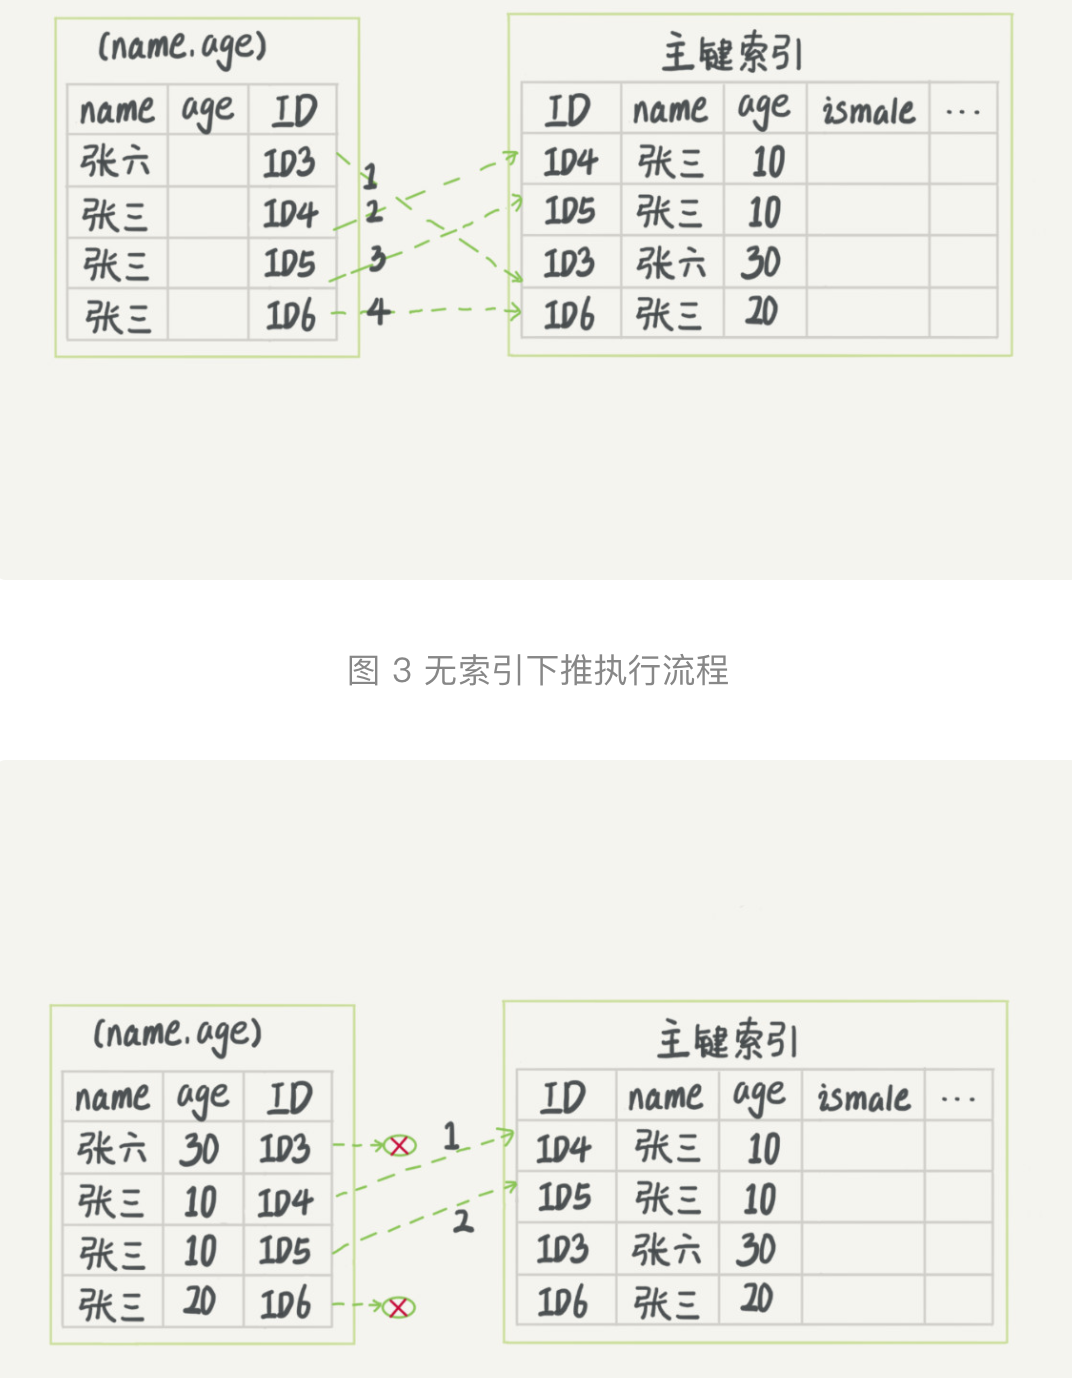 (name.age)
主键索引
name age ID
张六 ID3
张三 ID4
张三 ID5
张三 ID6
1
2
3
4
ID name age ismale ...
ID4 张三 10
ID5 张三 10
ID3 张六 30
ID6 张三 20
图 3 无索引下推执行流程
(name.age)
主键索引
name age ID
张六 30 ID3
张三 10 ID4
张三 10 ID5
张三 20 ID6
1
2
ID name age ismale ...
ID4 张三 10
ID5 张三 10
ID3 张六 30
ID6 张三 20